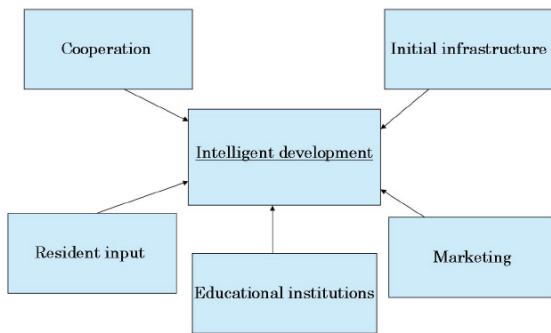 Cooperation
Initial infrastructure
Intelligent development
Resident input
Educational institutions
Marketing